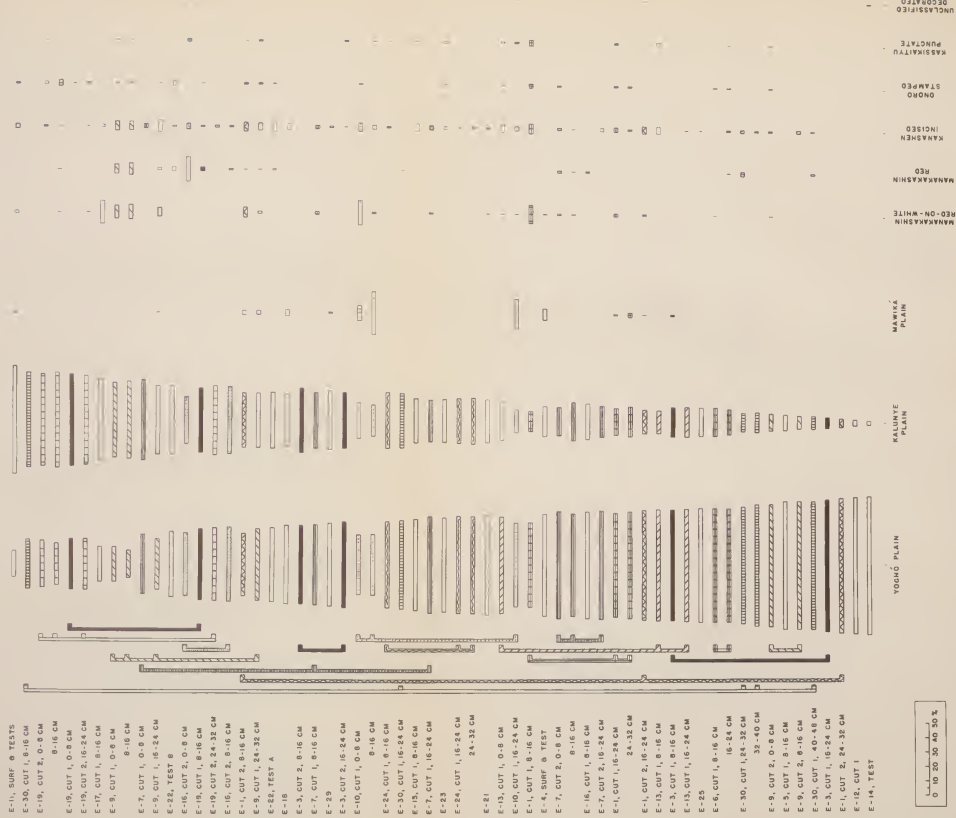 E-11, SURF & TESTS
E-30, CUT 1, 8-16 CM
E-19, CUT 2, 0-8 CM
8-16 CM
E-19, CUT 1, 0-8 CM
E-19, CUT 2, 16-24 CM
E-17, CUT 1, 8-16 CM
E-9, CUT 1, 0-8 CM
8-16 CM
E-7, CUT 1, 0-8 CM
E-9, CUT 1, 16-24 CM
E-22, TEST B
E-16, CUT 2, 0-8 CM
E-19, CUT 1, 8-16 CM
E-19, CUT 2, 24-32 CM
E-16, CUT 2, 8-16 CM
E-1, CUT 2, 8-16 CM
E-9, CUT 1, 24-32 CM
E-22, TEST A
E-18
E-3, CUT 2, 8-16 CM
E-7, CUT 1, 8-16 CM
E-29
E-3, CUT 2, 16-24 CM
E-10, CUT 1, 0-8 CM
8-16 CM
E-24, CUT 1, 8-16 CM
E-30, CUT 1, 16-24 CM
E-15, CUT 1, 8-16 CM
E-7, CUT 1, 16-24 CM
E-23
E-24, CUT 1, 16-24 CM
24-32 CM
E-21
E-13, CUT 1, 0-8 CM
E-10, CUT 1, 16-24 CM
E-1, CUT 1, 8-16 CM
E-4, SURF & TEST
E-7, CUT 2, 0-8 CM
8-16 CM
E-16, CUT 1, 8-16 CM
E-7, CUT 2, 16-24 CM
E-1, CUT 1, 16-24 CM
24-32 CM
E-1, CUT 2, 16-24 CM
E-13, CUT 1, 8-16 CM
E-3, CUT 1, 8-16 CM
E-13, CUT 1, 16-24 CM
E-25
E-6, CUT 1, 8-16 CM
16-24 CM
E-30, CUT 1, 24-32 CM
32-40 CM
E-9, CUT 2, 0-8 CM
E-5, CUT 1, 8-16 CM
E-9, CUT 2, 8-16 CM
E-30, CUT 1, 40-48 CM
E-3, CUT 1, 16-24 CM
E-1, CUT 2, 24-32 CM
E-12, CUT 1
E-14, TEST
YOCHÓ PLAIN
KALUNYE
PLAIN
MAWIKÁ
PLAIN
MANAKAKASHIN
RED-ON-WHITE
MANAKAKASHIN
RED
KANASHEN
INCISED
ONORO
STAMPED
KASSIKAITYU
PUNCTATE
UNCLASSIFIED
DECORATED
0 10 20 30 40 50 %